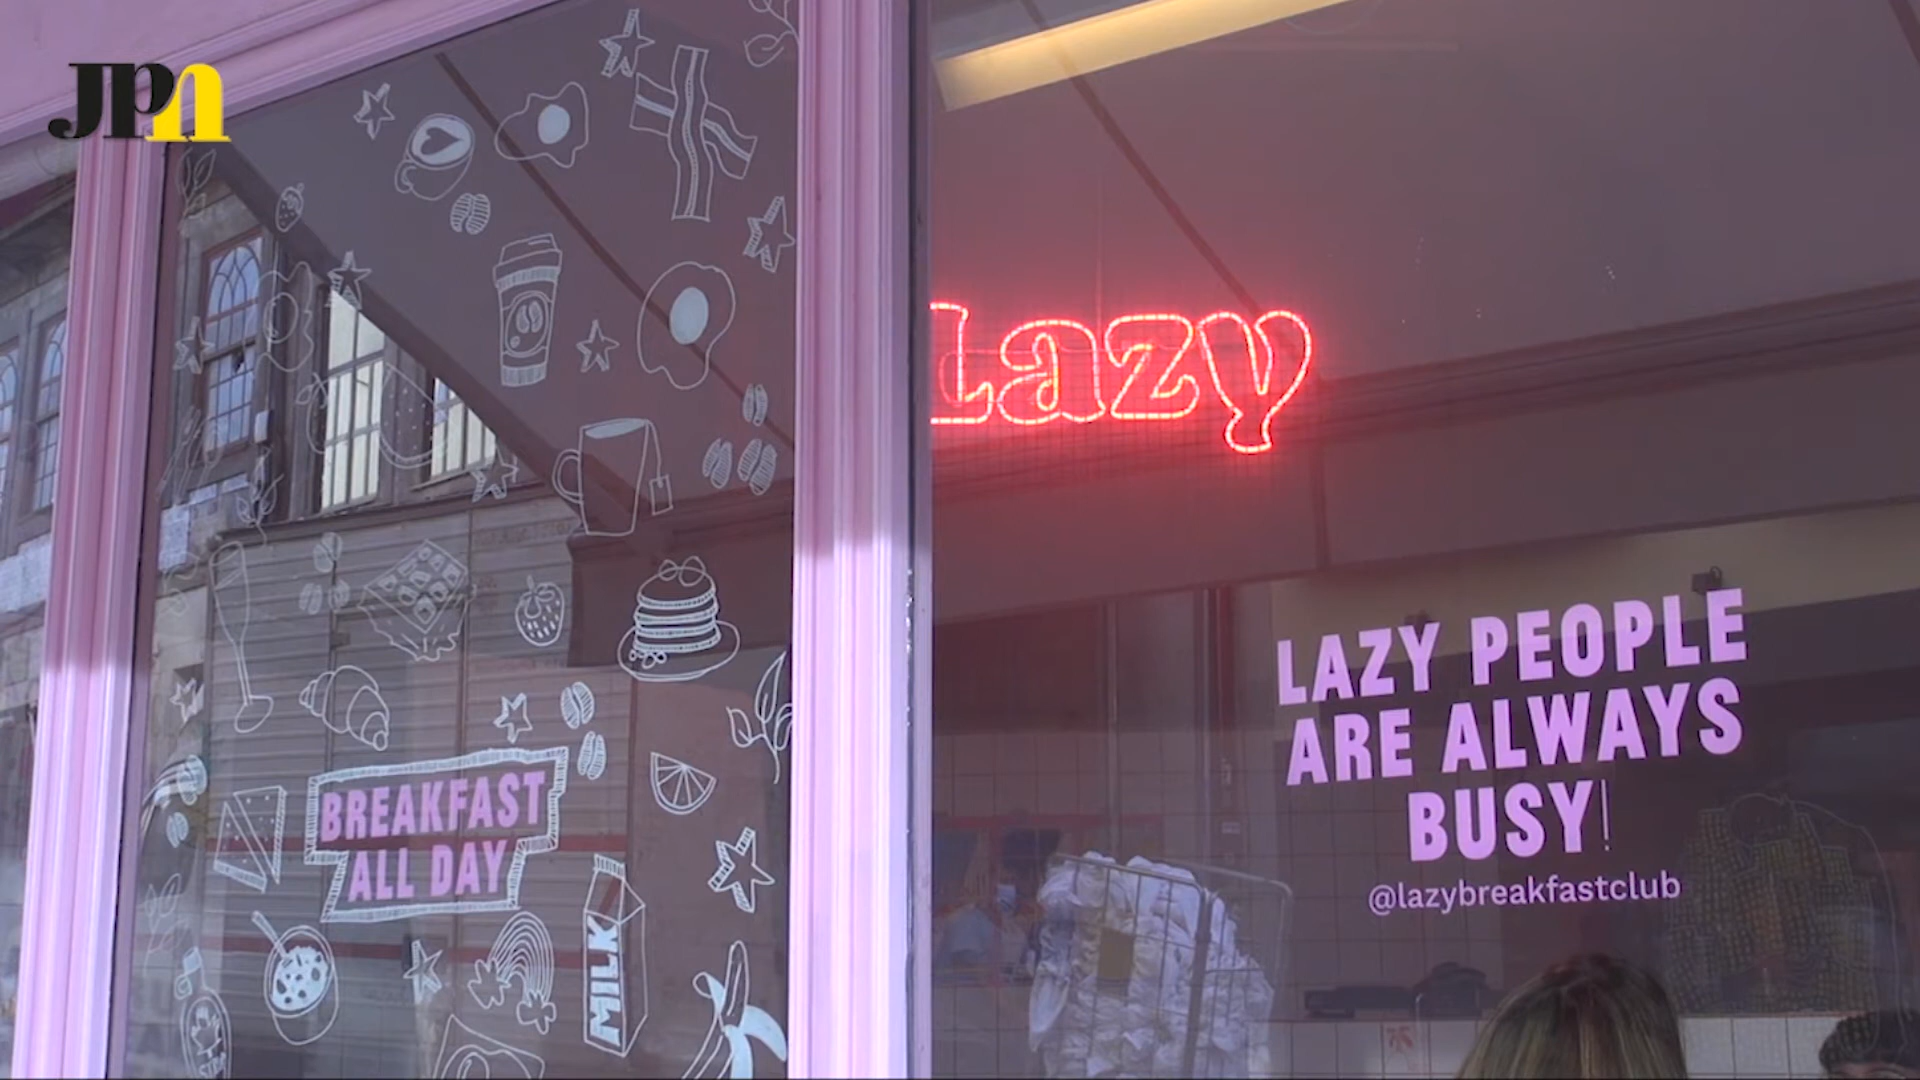 JPN
Lazy
LAZY PEOPLE
ARE ALWAYS
BUSY!
@lazybreakfastclub
BREAKFAST
ALL DAY
MILK